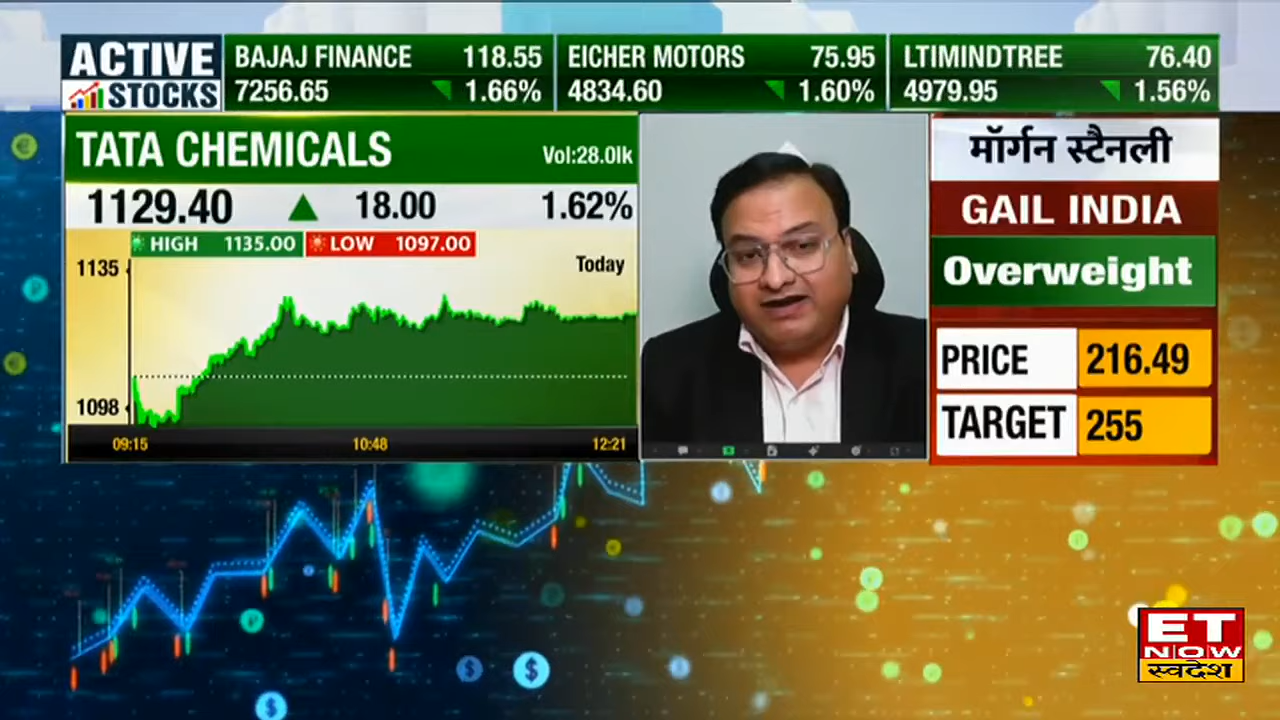 ACTIVE
STOCKS
BAJAJ FINANCE 118.55
7256.65 1.66%
EICHER MOTORS 75.95
4834.60 1.60%
LTIMINDTREE 76.40
4979.95 1.56%
TATA CHEMICALS Vol:28.0lk
1129.40 18.00 1.62%
HIGH 1135.00 LOW 1097.00
Today
1135
1098
09:15 10:48 12:21
मॉर्गन स्टैनली
GAIL INDIA
Overweight
PRICE 216.49
TARGET 255
ET
NOW
स्वदेश